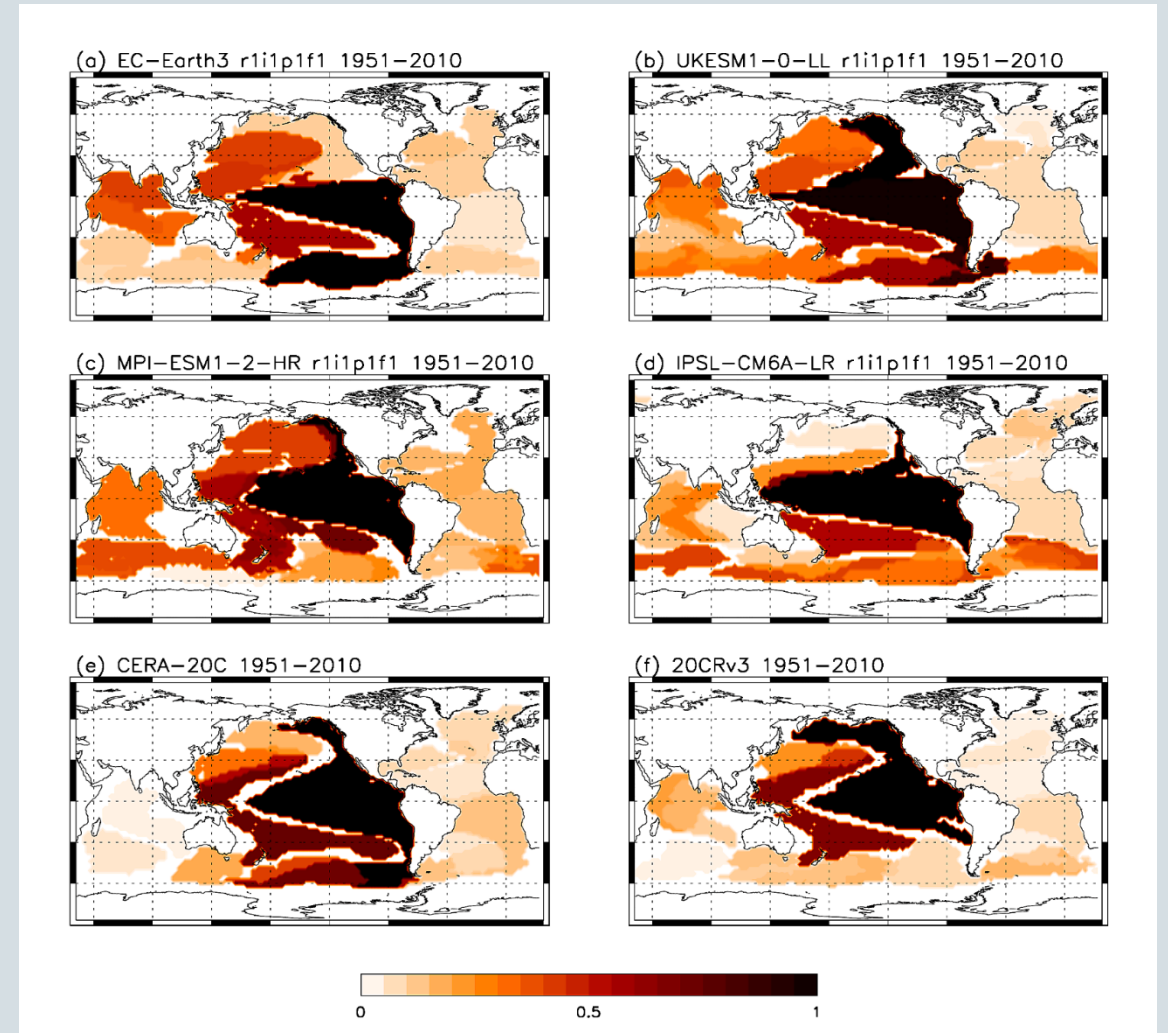 (a) EC-Earth3 r1i1p1f1 1951-2010
(b) UKESM1-0-LL r1i1p1f1 1951-2010
(c) MPI-ESM1-2-HR r1i1p1f1 1951-2010
(d) IPSL-CM6A-LR r1i1p1f1 1951-2010
(e) CERA-20C 1951-2010
(f) 20CRv3 1951-2010
0 0.5 1